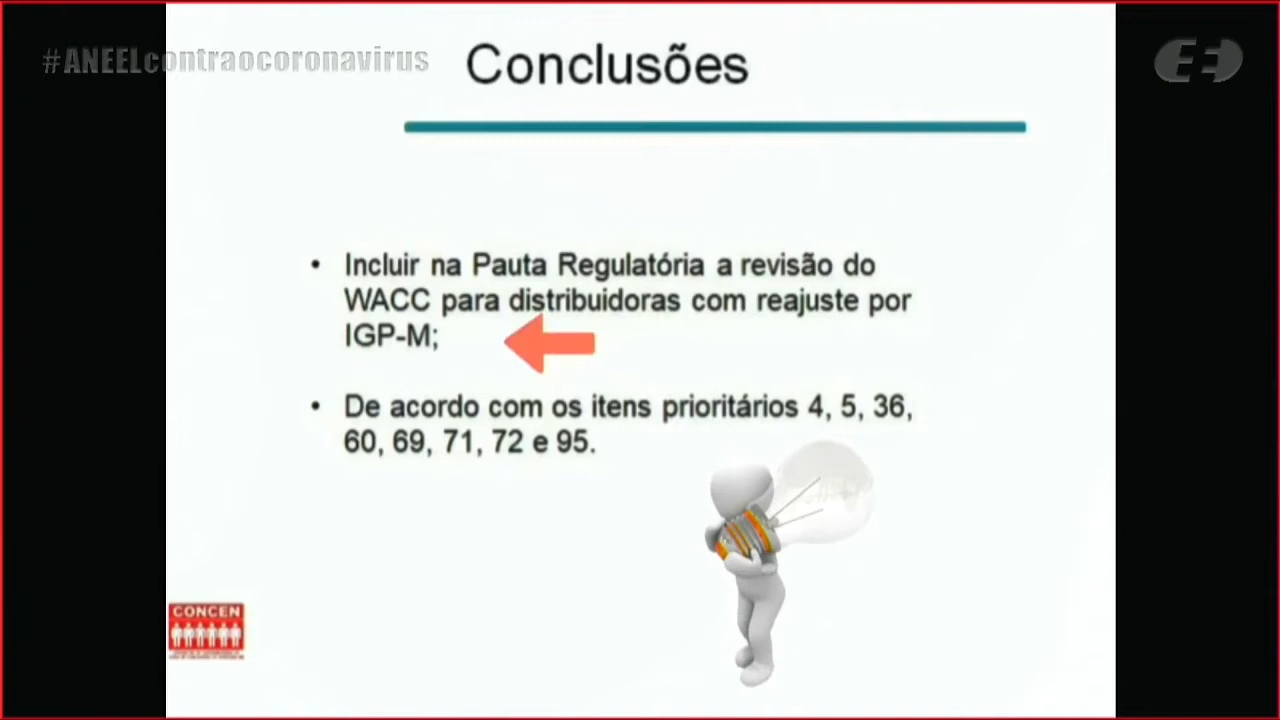 #ANEELcontraocoronavirus
Conclusões
• Incluir na Pauta Regulatória a revisão do
WACC para distribuidoras com reajuste por
IGP-M;
• De acordo com os itens prioritários 4, 5, 36,
60, 69, 71, 72 e 95.
CONCEN